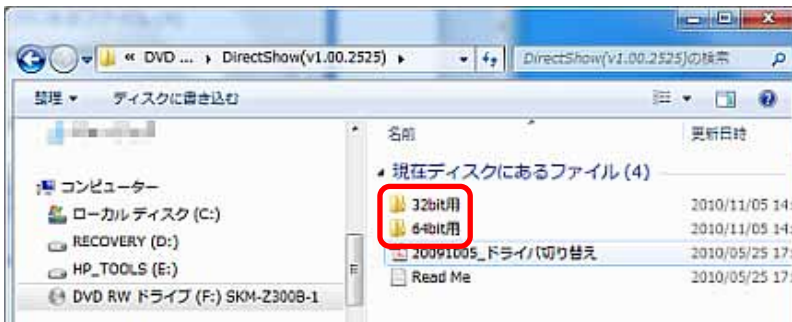 « DVD ... ▸ DirectShow(v1.00.2525) ▸
DirectShow(v1.00.2525)の検索
整理 ▼ ディスクに書き込む
名前 更新日時
現在ディスクにあるファイル (4)
コンピューター
32bit用 2010/11/05 14:
ローカル ディスク (C:)
64bit用 2010/11/05 14:
RECOVERY (D:)
20091005_ドライバ切り替え 2010/05/25 17:
HP_TOOLS (E:)
Read Me 2010/05/25 17:
DVD RW ドライブ (F:) SKM-Z300B-1